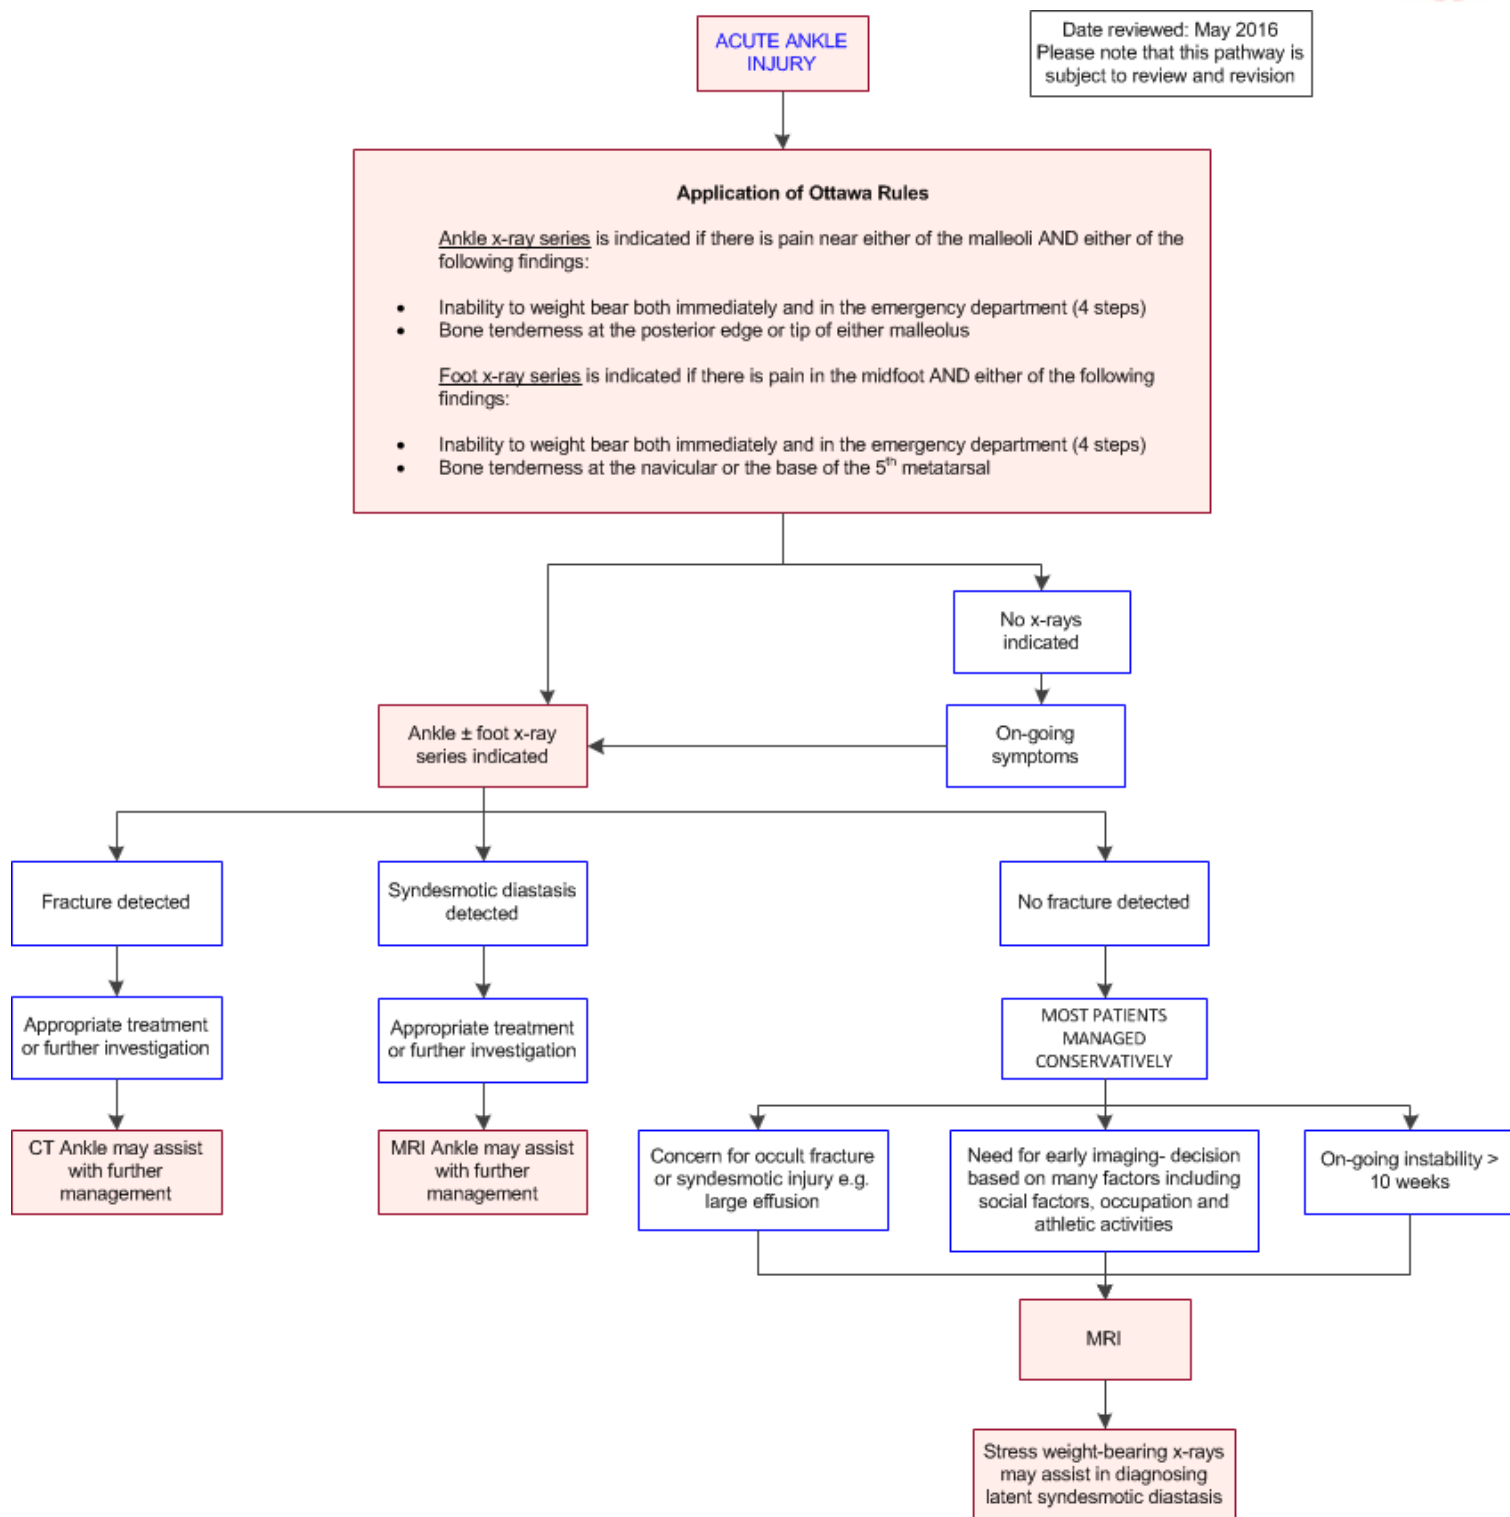 ACUTE ANKLE
INJURY
Date reviewed: May 2016
Please note that this pathway is
subject to review and revision
Application of Ottawa Rules
Ankle x-ray series is indicated if there is pain near either of the malleoli AND either of the
following findings:
• Inability to weight bear both immediately and in the emergency department (4 steps)
• Bone tenderness at the posterior edge or tip of either malleolus
Foot x-ray series is indicated if there is pain in the midfoot AND either of the following
findings:
• Inability to weight bear both immediately and in the emergency department (4 steps)
• Bone tenderness at the navicular or the base of the 5th metatarsal
No x-rays
indicated
Ankle ± foot x-ray
series indicated
On-going
symptoms
Fracture detected
Syndesmotic diastasis
detected
No fracture detected
Appropriate treatment
or further investigation
Appropriate treatment
or further investigation
MOST PATIENTS
MANAGED
CONSERVATIVELY
CT Ankle may assist
with further
management
MRI Ankle may assist
with further
management
Concern for occult fracture
or syndesmotic injury e.g.
large effusion
Need for early imaging- decision
based on many factors including
social factors, occupation and
athletic activities
On-going instability >
10 weeks
MRI
Stress weight-bearing x-rays
may assist in diagnosing
latent syndesmotic diastasis